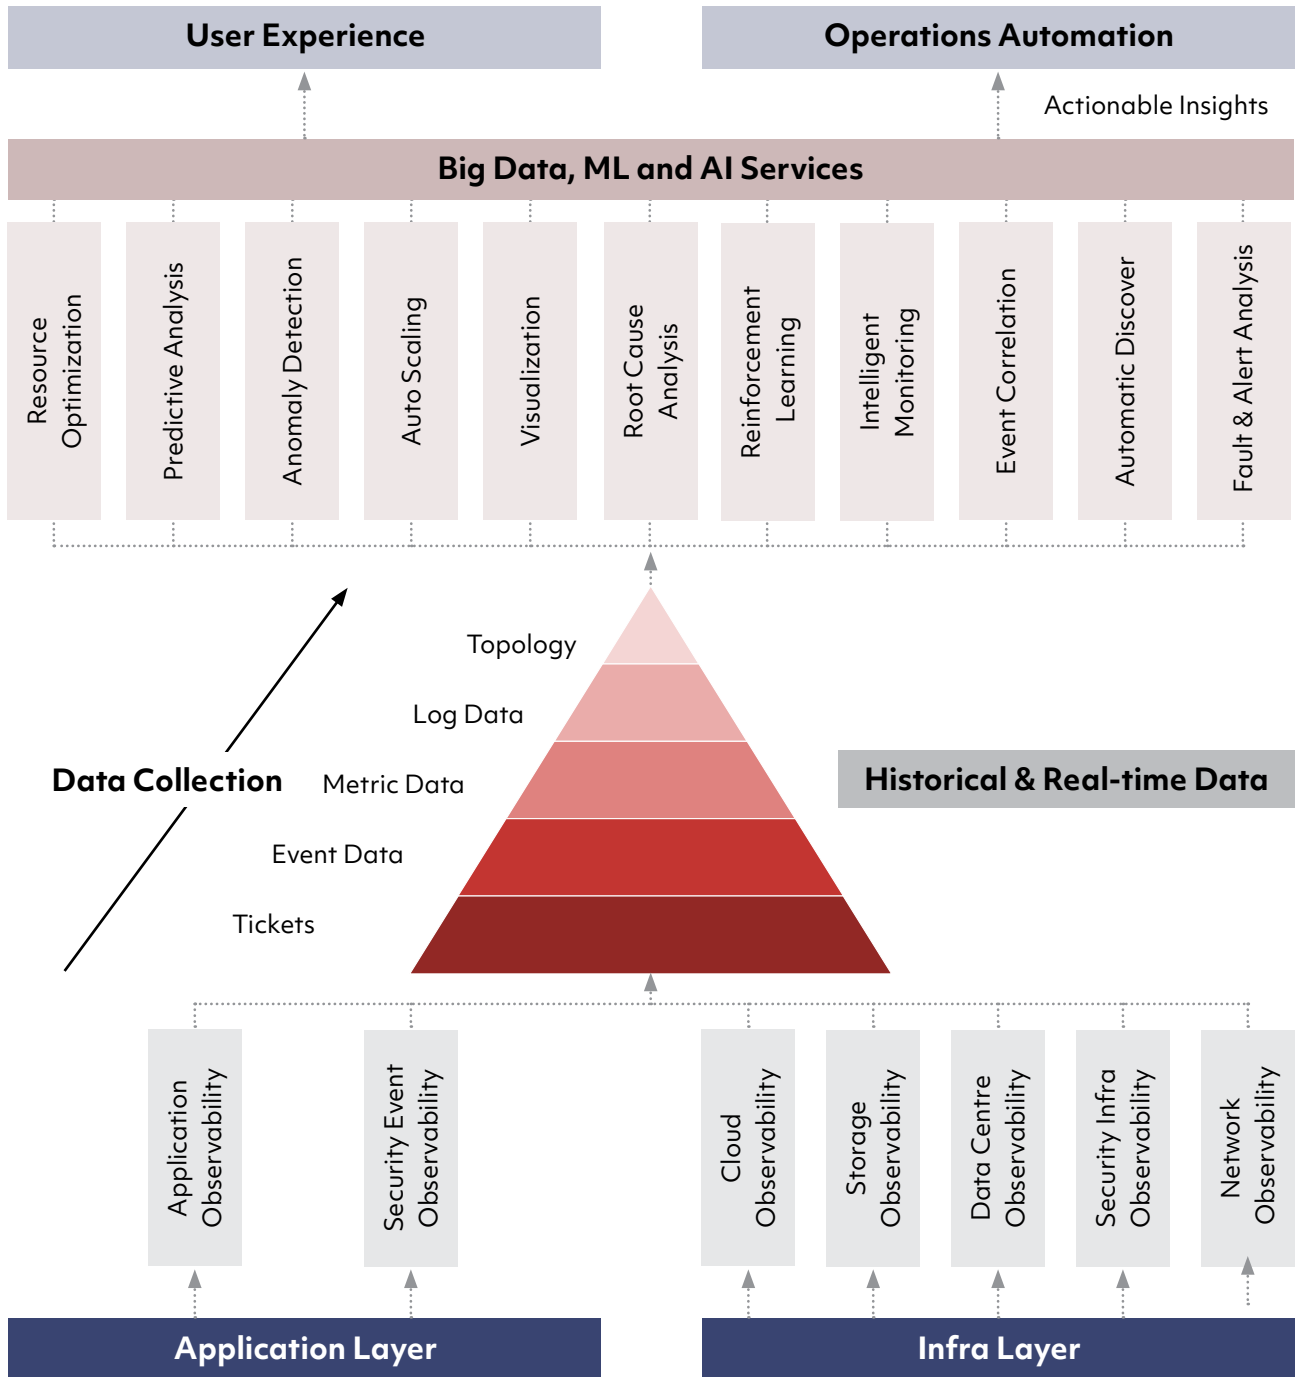 User Experience
Operations Automation
Actionable Insights
Big Data, ML and AI Services
Resource
Optimization
Predictive Analysis
Anomaly Detection
Auto Scaling
Visualization
Root Cause
Analysis
Reinforcement
Learning
Intelligent
Monitoring
Event Correlation
Automatic Discover
Fault & Alert Analysis
Topology
Log Data
Data Collection
Metric Data
Historical & Real-time Data
Event Data
Tickets
Application
Observability
Security Event
Observability
Cloud
Observability
Storage
Observability
Data Centre
Observability
Security Infra
Observability
Network
Observability
Application Layer
Infra Layer